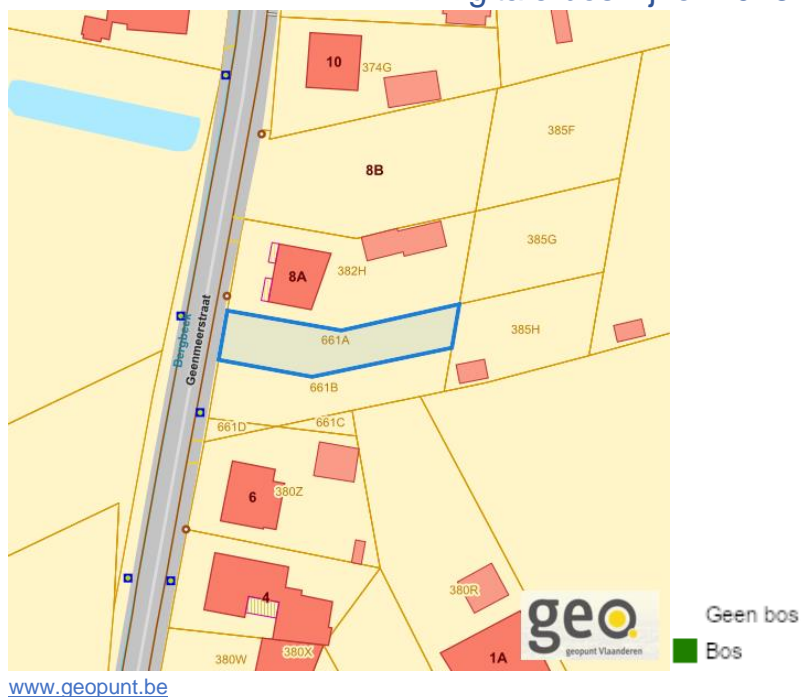 10
374G
385F
8B
385G
8A
382H
385H
Bergbeek
Geenmeerstraat
661A
661B
661D
661C
6
380Z
4
380R
380W
380X
1A
geo.
geopunt Vlaanderen
Geen bos
Bos
www.geopunt.be